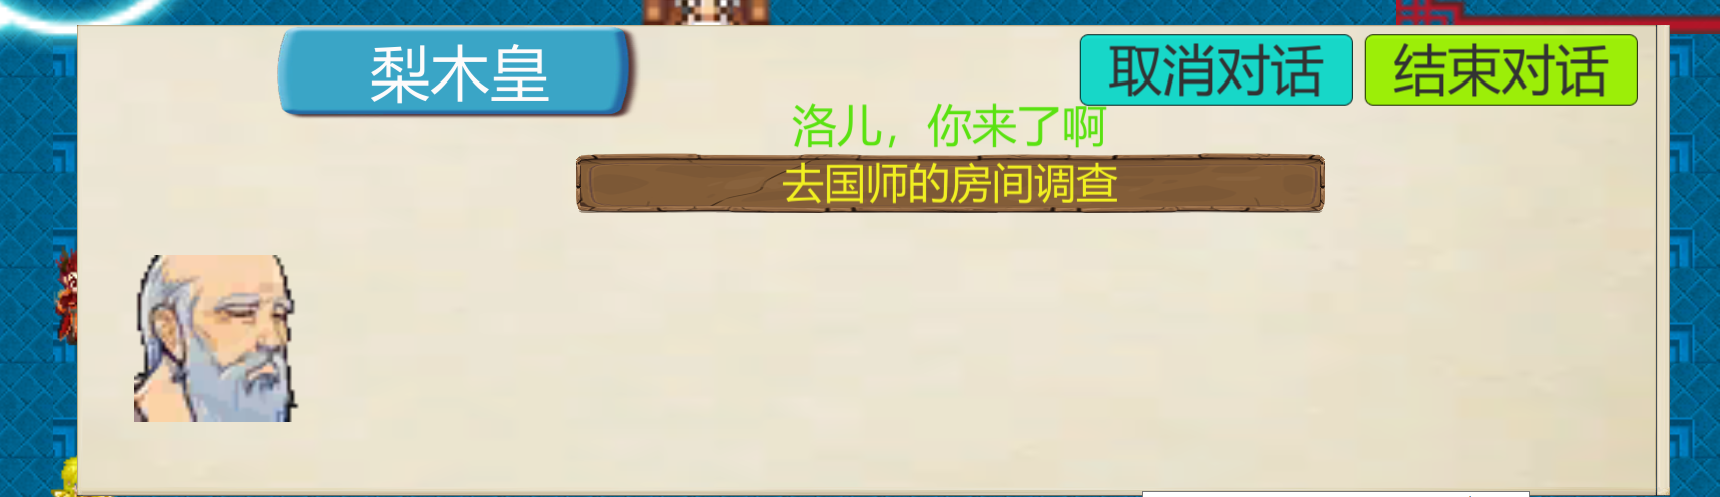 梨木皇
取消对话
结束对话
洛儿，你来了啊
去国师的房间调查